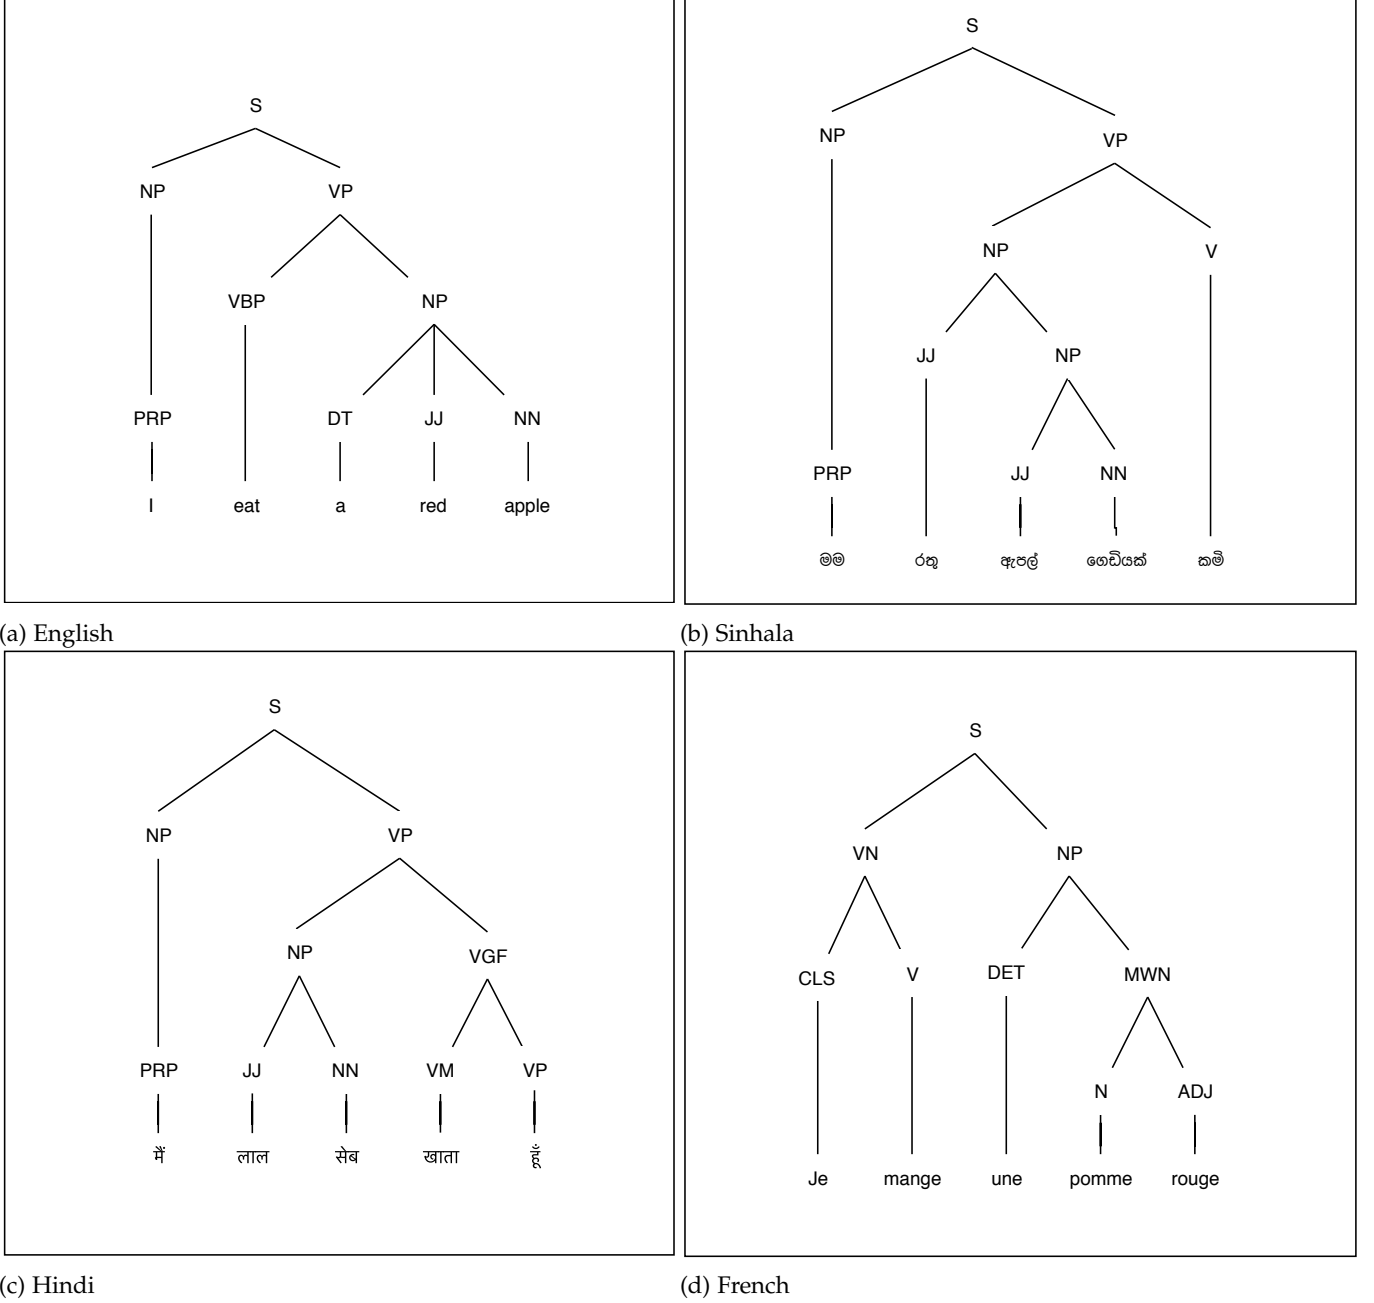 S
NP VP
VBP NP
PRP DT JJ NN
I eat a red apple
(a) English
S
NP VP
NP V
JJ NP
PRP JJ NN
මම රතු ඇපල් ගෙඩියක් කමි
(b) Sinhala
S
NP VP
NP VGF
PRP JJ NN VM VP
मैं लाल सेब खाता हूँ
(c) Hindi
S
VN NP
CLS V DET MWN
N ADJ
Je mange une pomme rouge
(d) French